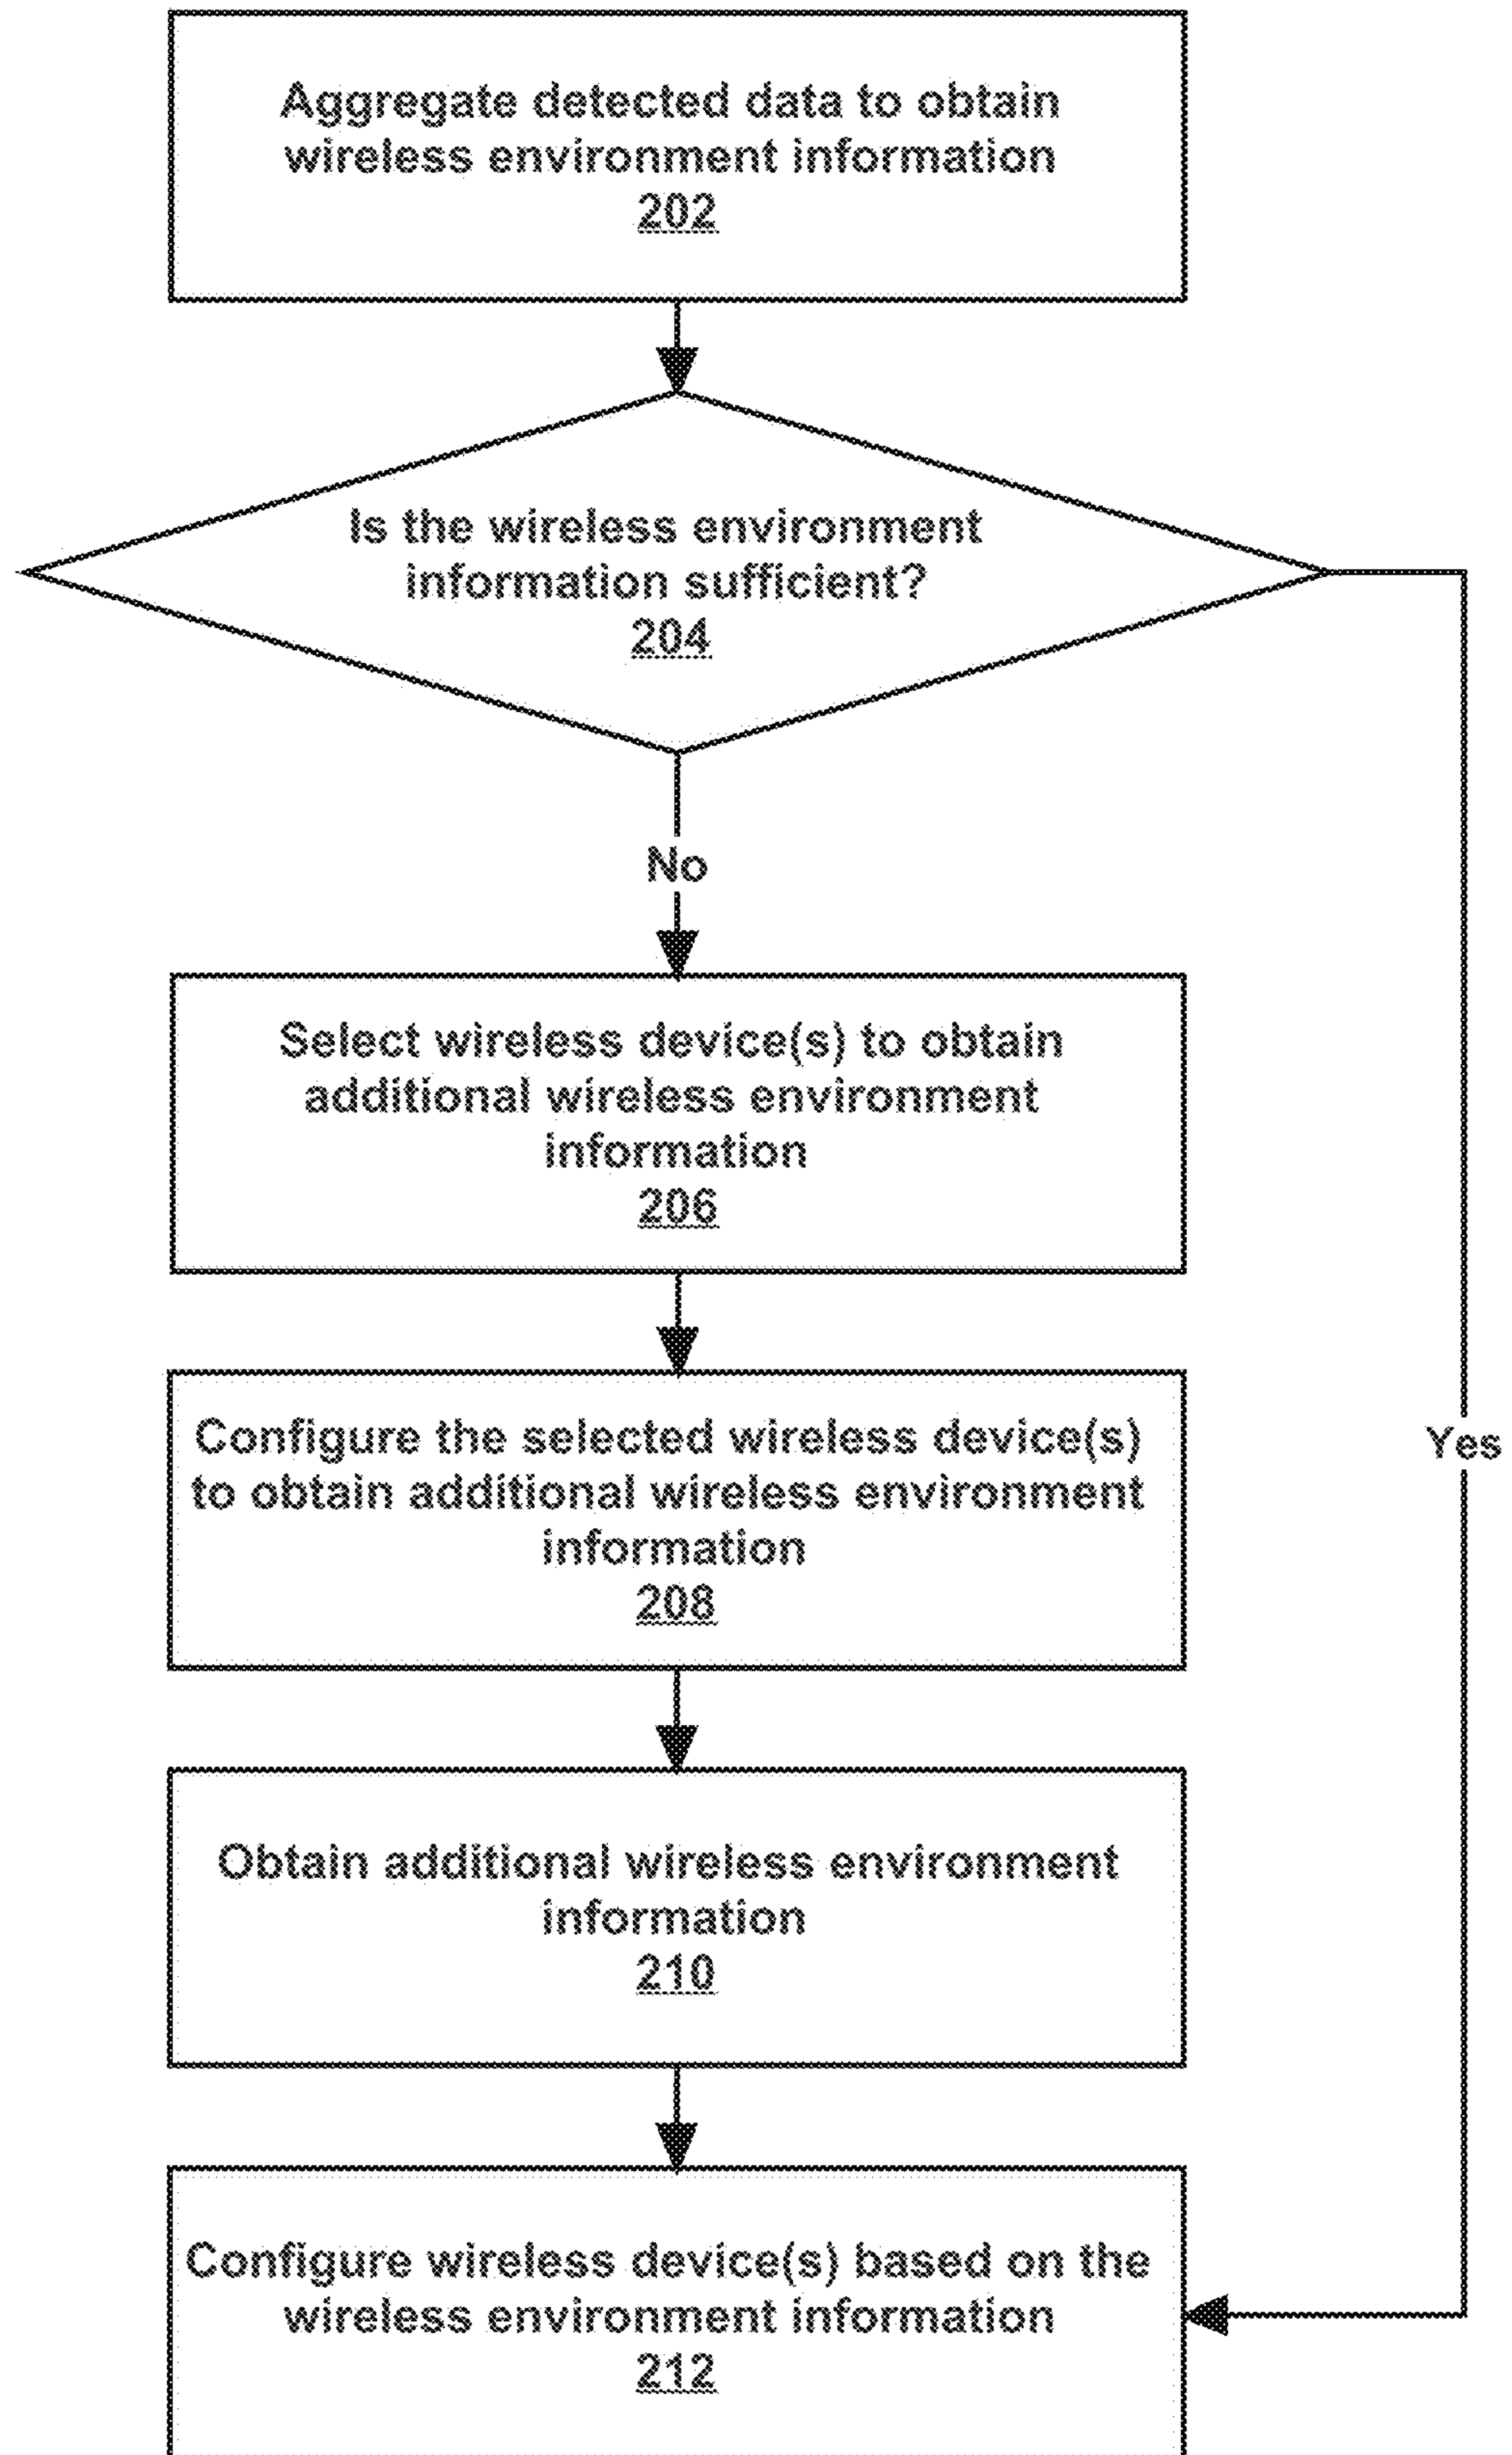 Aggregate detected data to obtain
wireless environment information
202
Is the wireless environment
information sufficient?
204
No
Select wireless device(s) to obtain
additional wireless environment
information
206
Configure the selected wireless device(s)
to obtain additional wireless environment
information
208
Yes
Obtain additional wireless environment
information
210
Configure wireless device(s) based on the
wireless environment information
212